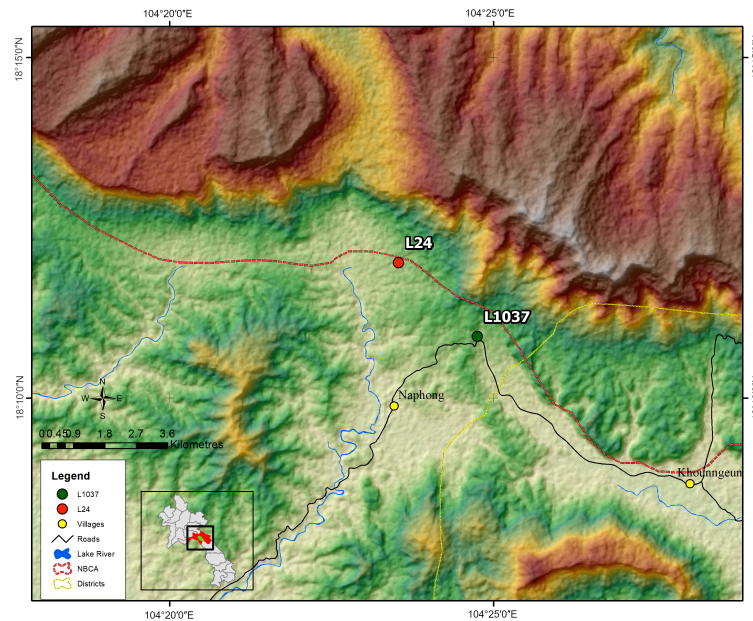 104°20'0"E
104°25'0"E
18°15'0"N
L24
L1037
18°10'0"N
N
W E
S
Naphong
0 0.45 0.9 1.8 2.7 3.6
Kilometres
Khounngeun
Legend
L1037
L24
Villages
Roads
Lake River
NBCA
Districts
104°20'0"E
104°25'0"E